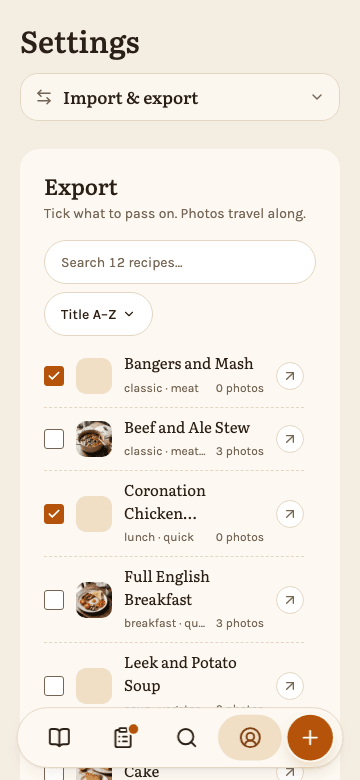 Settings
Import & export
Export
Tick what to pass on. Photos travel along.
Search 12 recipes...
Title A–Z
Bangers and Mash
classic · meat 0 photos
Beef and Ale Stew
classic · meat... 3 photos
Coronation
Chicken...
lunch · quick 0 photos
Full English
Breakfast
breakfast · qu... 3 photos
Leek and Potato
Soup
Cake